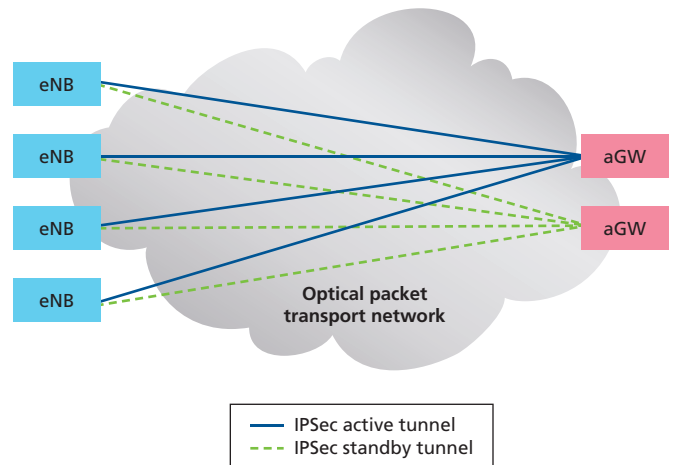 eNB
eNB
aGW
eNB
aGW
eNB
Optical packet
transport network
IPSec active tunnel
IPSec standby tunnel